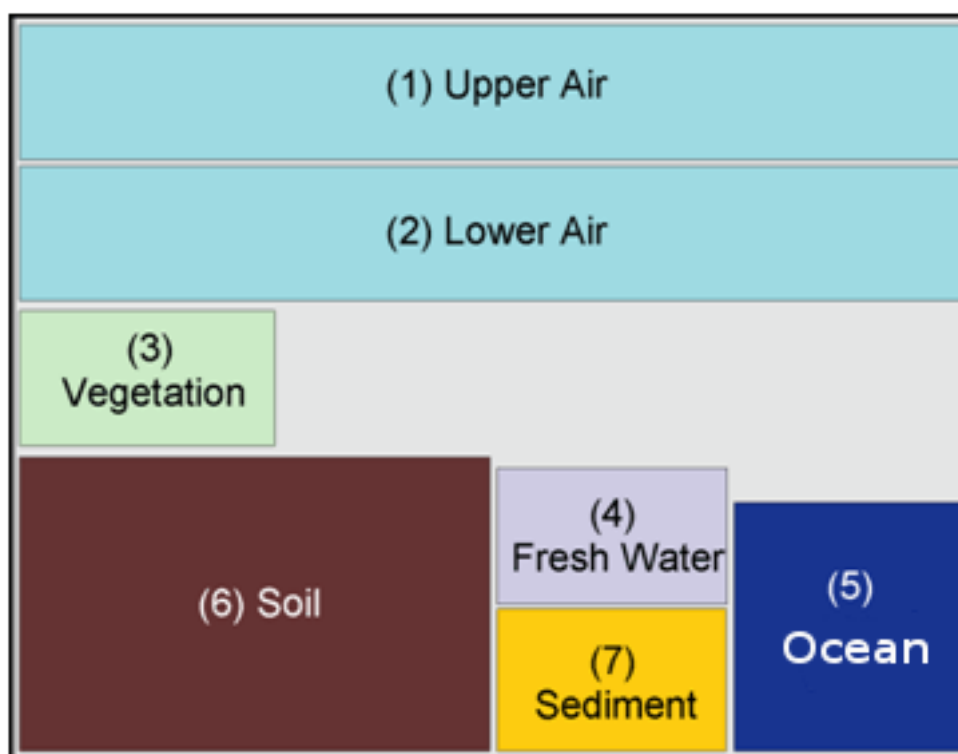 (1) Upper Air
(2) Lower Air
(3)
Vegetation
(4)
Fresh Water
(5)
Ocean
(6) Soil
(7)
Sediment